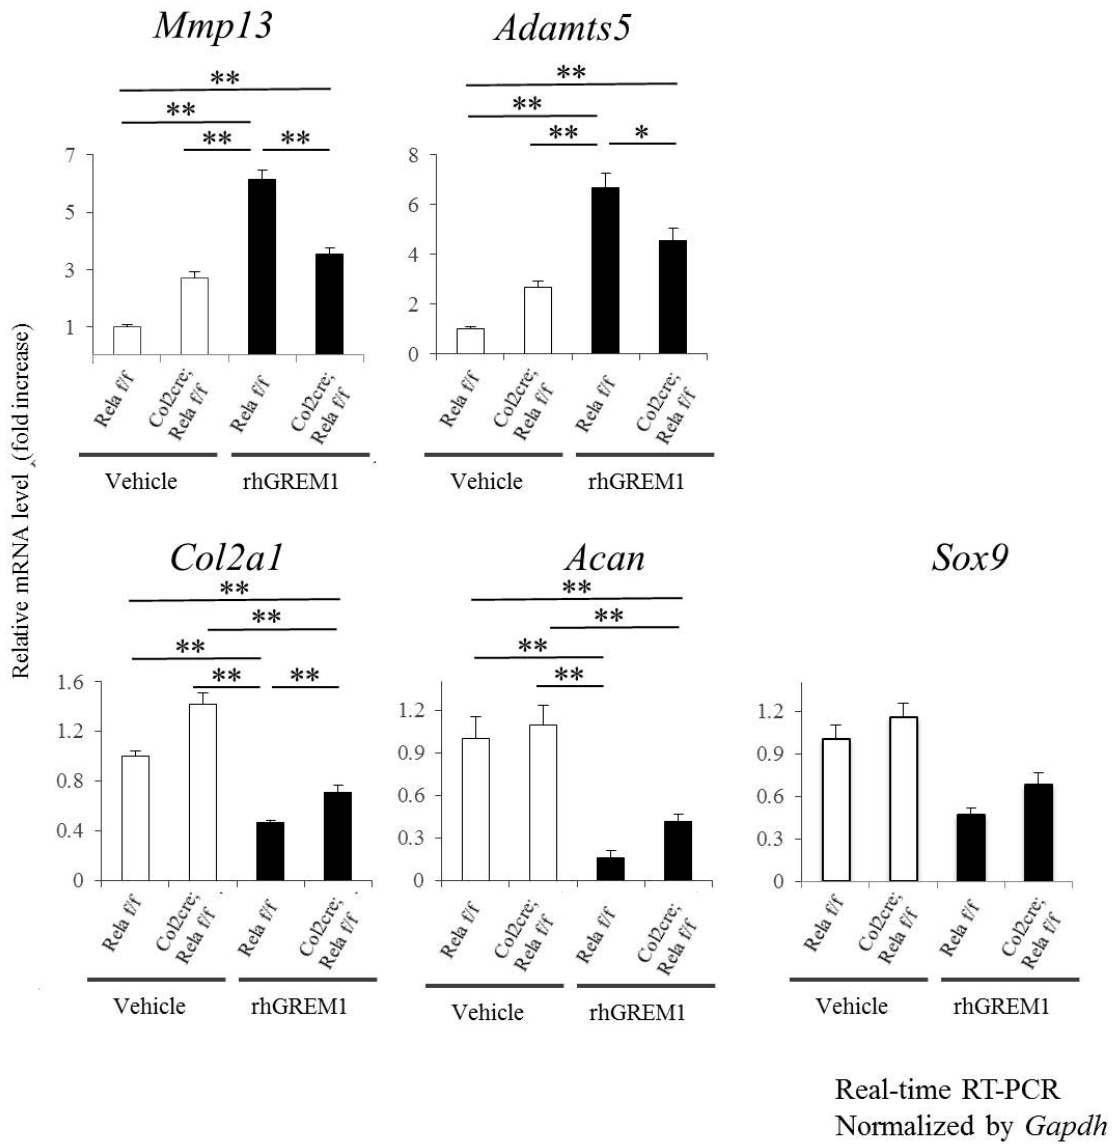 Mmp13
**
**
** **
7
5
3
1
Rela f/f
Col2cre;
Rela f/f
Rela f/f
Col2cre;
Rela f/f
Vehicle
rhGREM1
Adamts5
**
**
** *
8
6
4
2
0
Rela f/f
Col2cre;
Rela f/f
Rela f/f
Col2cre;
Rela f/f
Vehicle
rhGREM1
Relative mRNA level (fold increase)
Col2a1
**
**
**
** **
1.6
1.2
0.8
0.4
0
Rela f/f
Col2cre;
Rela f/f
Rela f/f
Col2cre;
Rela f/f
Vehicle
rhGREM1
Acan
**
**
**
**
1.2
0.9
0.6
0.3
0
Rela f/f
Col2cre;
Rela f/f
Rela f/f
Col2cre;
Rela f/f
Vehicle
rhGREM1
Sox9
1.2
0.9
0.6
0.3
0
Rela f/f
Col2cre;
Rela f/f
Rela f/f
Col2cre;
Rela f/f
Vehicle
rhGREM1
Real-time RT-PCR
Normalized by Gapdh